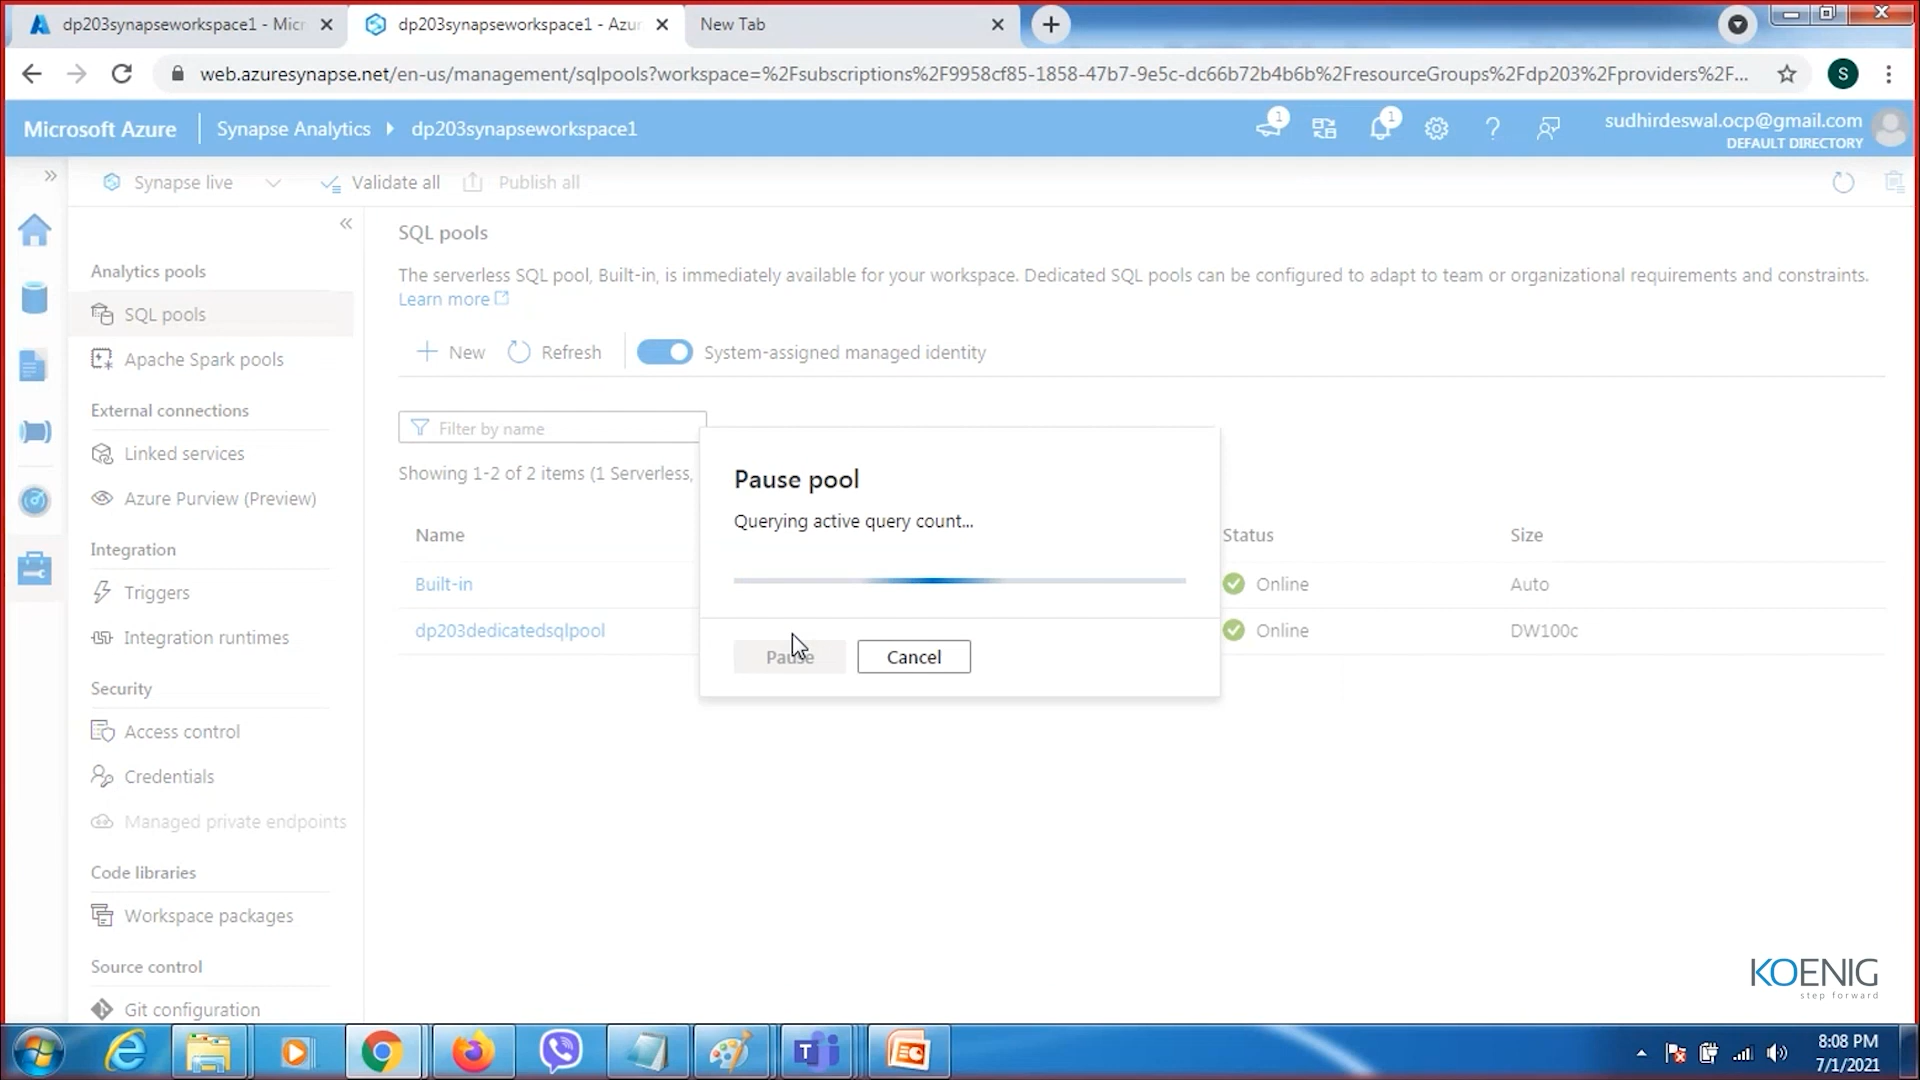 dp203synapseworkspace1 - Micr
dp203synapseworkspace1 - Azur
New Tab
web.azuresynapse.net/en-us/management/sqlpools?workspace=%2Fsubscriptions%2F9958cf85-1858-47b7-9e5c-dc66b72b4b6b%2FresourceGroups%2Fdp203%2Fproviders%2F...
S
Microsoft Azure
Synapse Analytics
dp203synapseworkspace1
1
1
?
sudhirdeswal.ocp@gmail.com
DEFAULT DIRECTORY
Synapse live
Validate all
Publish all
Analytics pools
SQL pools
Apache Spark pools
External connections
Linked services
Azure Purview (Preview)
Integration
Triggers
Integration runtimes
Security
Access control
Credentials
Managed private endpoints
Code libraries
Workspace packages
Source control
Git configuration
SQL pools
The serverless SQL pool, Built-in, is immediately available for your workspace. Dedicated SQL pools can be configured to adapt to team or organizational requirements and constraints.
Learn more
New
Refresh
System-assigned managed identity
Filter by name
Showing 1-2 of 2 items (1 Serverless,
Name
Status
Size
Built-in
Online
Auto
dp203dedicatedsqlpool
Online
DW100c
Pause pool
Querying active query count...
Pause
Cancel
KOENIG
step forward
8:08 PM
7/1/2021